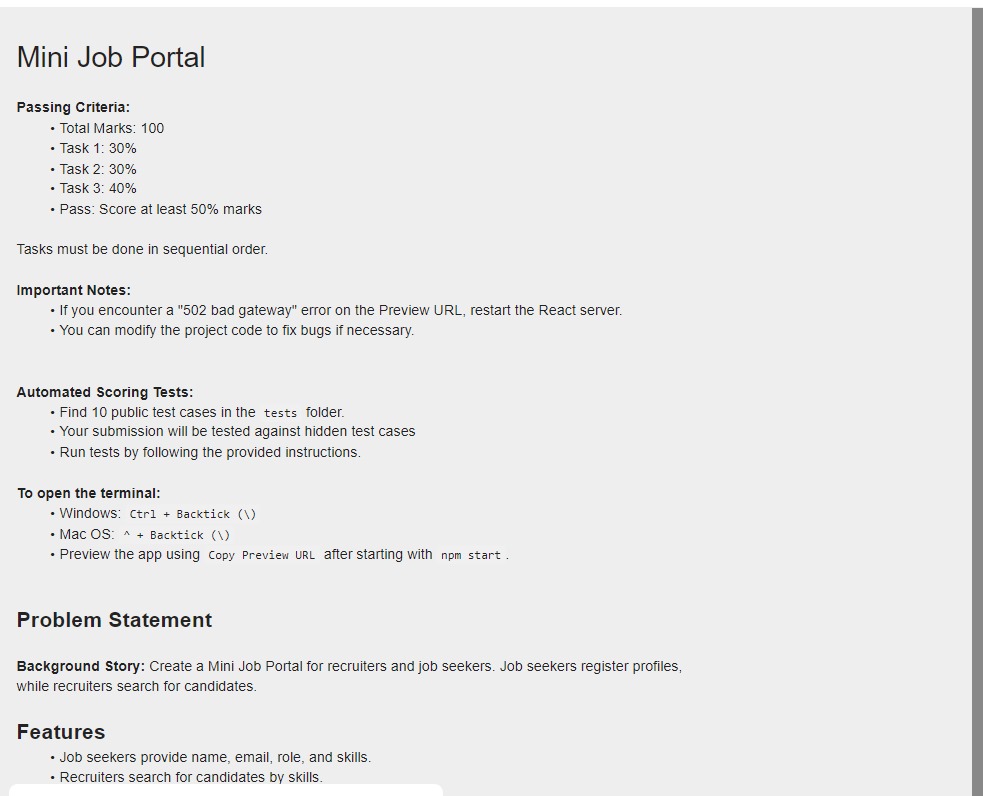 Mini Job Portal
Passing Criteria:
• Total Marks: 100
• Task 1: 30%
• Task 2: 30%
• Task 3: 40%
• Pass: Score at least 50% marks
Tasks must be done in sequential order.
Important Notes:
• If you encounter a "502 bad gateway" error on the Preview URL, restart the React server.
• You can modify the project code to fix bugs if necessary.
Automated Scoring Tests:
• Find 10 public test cases in the tests folder.
• Your submission will be tested against hidden test cases
• Run tests by following the provided instructions.
To open the terminal:
• Windows: Ctrl + Backtick (\)
• Mac OS: ^ + Backtick (\)
• Preview the app using Copy Preview URL after starting with npm start.
Problem Statement
Background Story: Create a Mini Job Portal for recruiters and job seekers. Job seekers register profiles,
while recruiters search for candidates.
Features
• Job seekers provide name, email, role, and skills.
• Recruiters search for candidates by skills.